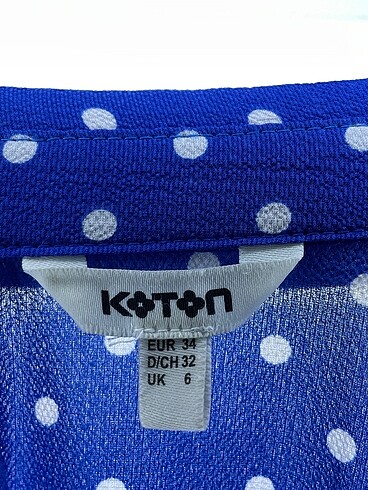 KOTON
EUR 34
D/CH 32
UK 6